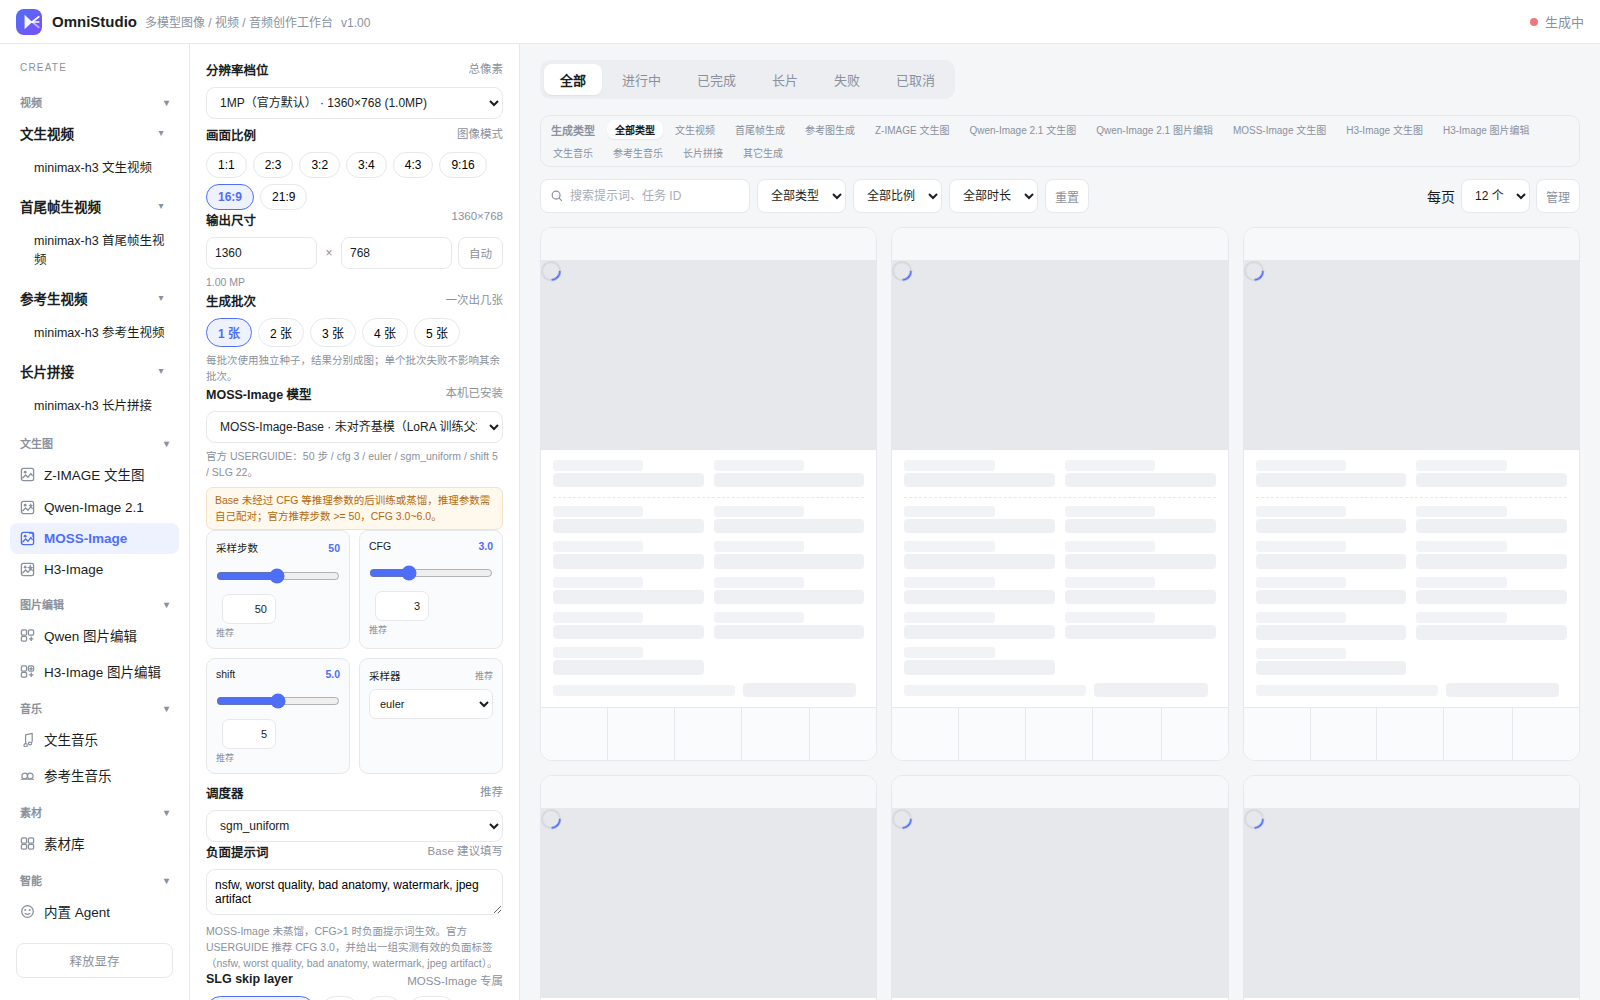 OmniStudio 多模型图像 / 视频 / 音频创作工作台 v1.00
生成中
CREATE
视频
文生视频
minimax-h3 文生视频
首尾帧生视频
minimax-h3 首尾帧生视
频
参考生视频
minimax-h3 参考生视频
长片拼接
minimax-h3 长片拼接
文生图
Z-IMAGE 文生图
Qwen-Image 2.1
MOSS-Image
H3-Image
图片编辑
Qwen 图片编辑
H3-Image 图片编辑
音乐
文生音乐
参考生音乐
素材
素材库
智能
内置 Agent
释放显存
分辨率档位 总像素
1MP（官方默认） · 1360×768 (1.0MP)
画面比例 图像模式
1:1 2:3 3:2 3:4 4:3 9:16
16:9 21:9
输出尺寸 1360×768
1360 × 768 自动
1.00 MP
生成批次 一次出几张
1 张 2 张 3 张 4 张 5 张
每批次使用独立种子，结果分别成图；单个批次失败不影响其余
批次。
MOSS-Image 模型 本机已安装
MOSS-Image-Base · 未对齐基模（LoRA 训练父
官方 USERGUIDE：50 步 / cfg 3 / euler / sgm_uniform / shift 5
/ SLG 22。
Base 未经过 CFG 等推理参数的后训练或蒸馏，推理参数需
自己配对；官方推荐步数 >= 50，CFG 3.0~6.0。
采样步数 50
50
推荐
CFG 3.0
3
推荐
shift 5.0
5
推荐
采样器 推荐
euler
调度器 推荐
sgm_uniform
负面提示词 Base 建议填写
nsfw, worst quality, bad anatomy, watermark, jpeg
artifact
MOSS-Image 未蒸馏，CFG>1 时负面提示词生效。官方
USERGUIDE 推荐 CFG 3.0，并给出一组实测有效的负面标签
（nsfw, worst quality, bad anatomy, watermark, jpeg artifact）。
SLG skip layer MOSS-Image 专属
全部 进行中 已完成 长片 失败 已取消
生成类型 全部类型 文生视频 首尾帧生成 参考图生成 Z-IMAGE 文生图 Qwen-Image 2.1 文生图 Qwen-Image 2.1 图片编辑 MOSS-Image 文生图 H3-Image 文生图 H3-Image 图片编辑
文生音乐 参考生音乐 长片拼接 其它生成
搜索提示词、任务 ID 全部类型 全部比例 全部时长 重置 每页 12 个 管理